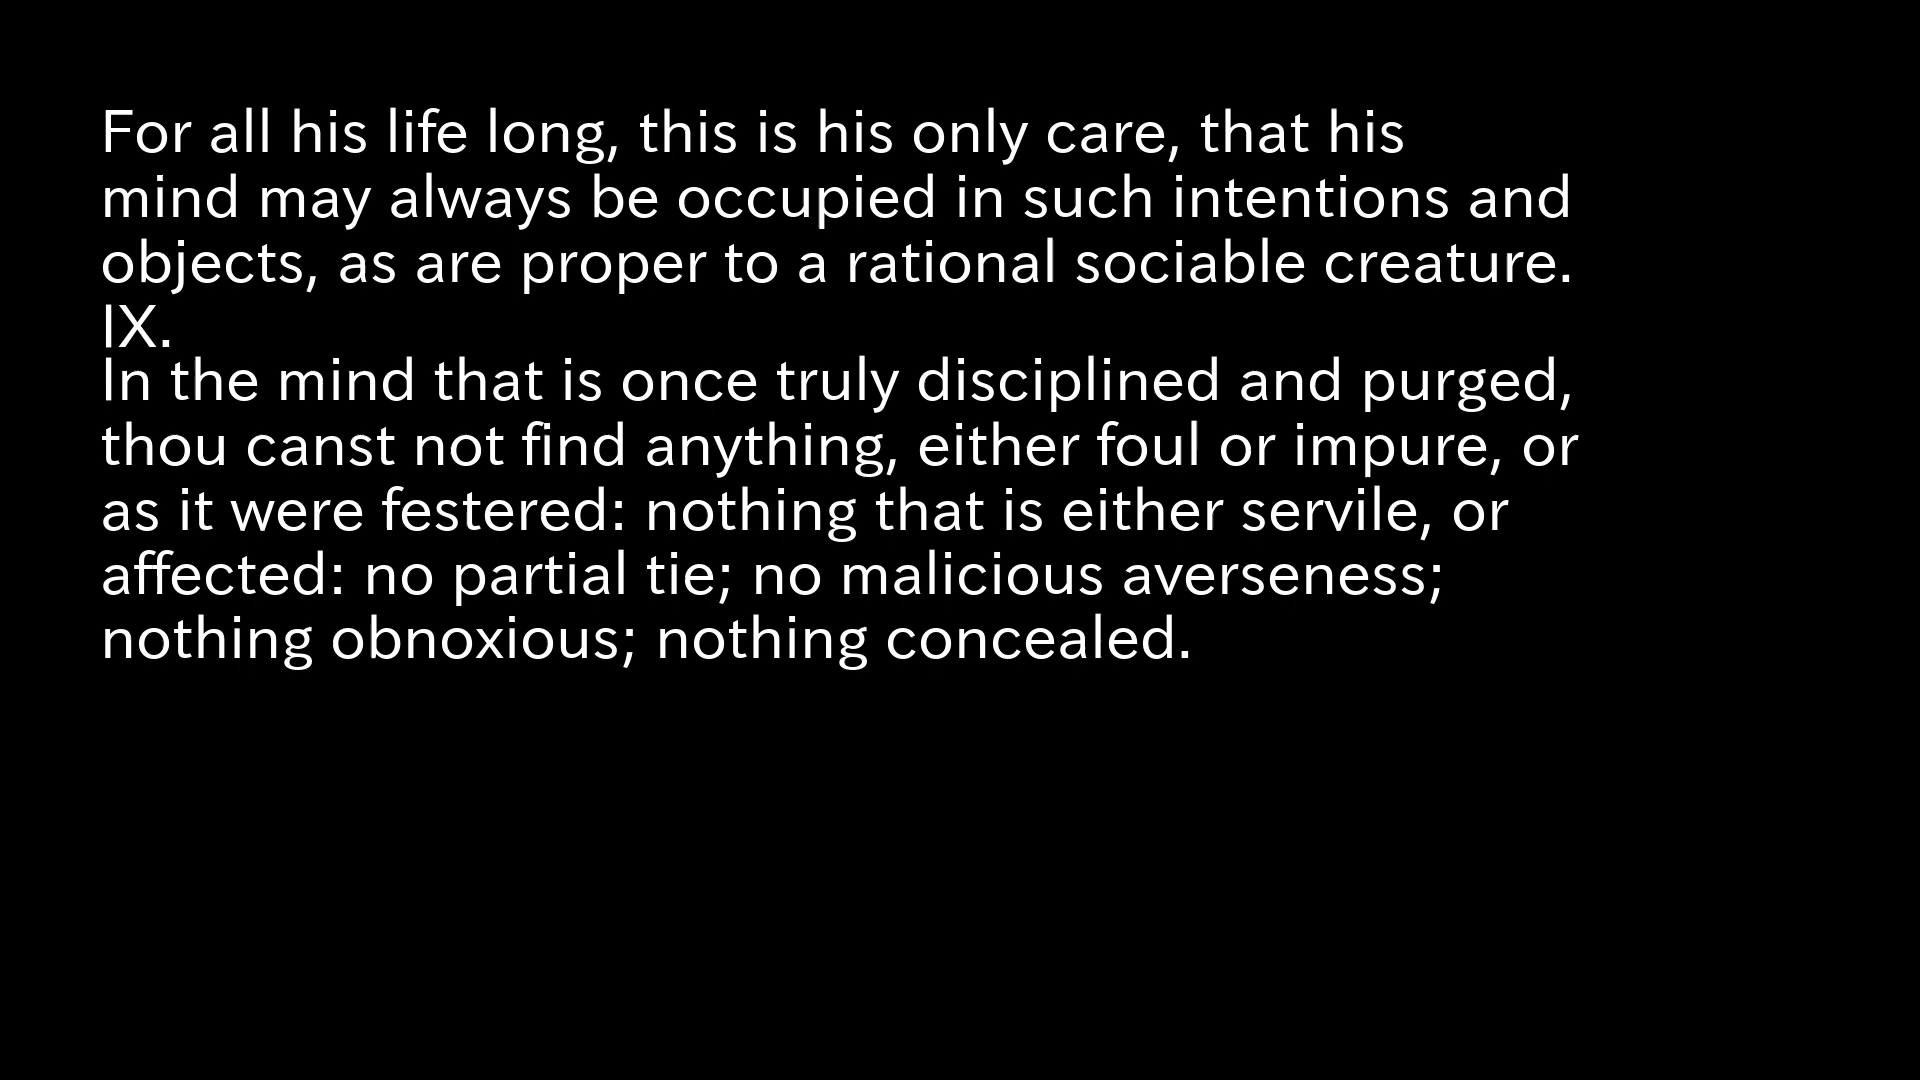 For all his life long, this is his only care, that his
mind may always be occupied in such intentions and
objects, as are proper to a rational sociable creature.
IX.
In the mind that is once truly disciplined and purged,
thou canst not find anything, either foul or impure, or
as it were festered: nothing that is either servile, or
affected: no partial tie; no malicious averseness;
nothing obnoxious; nothing concealed.